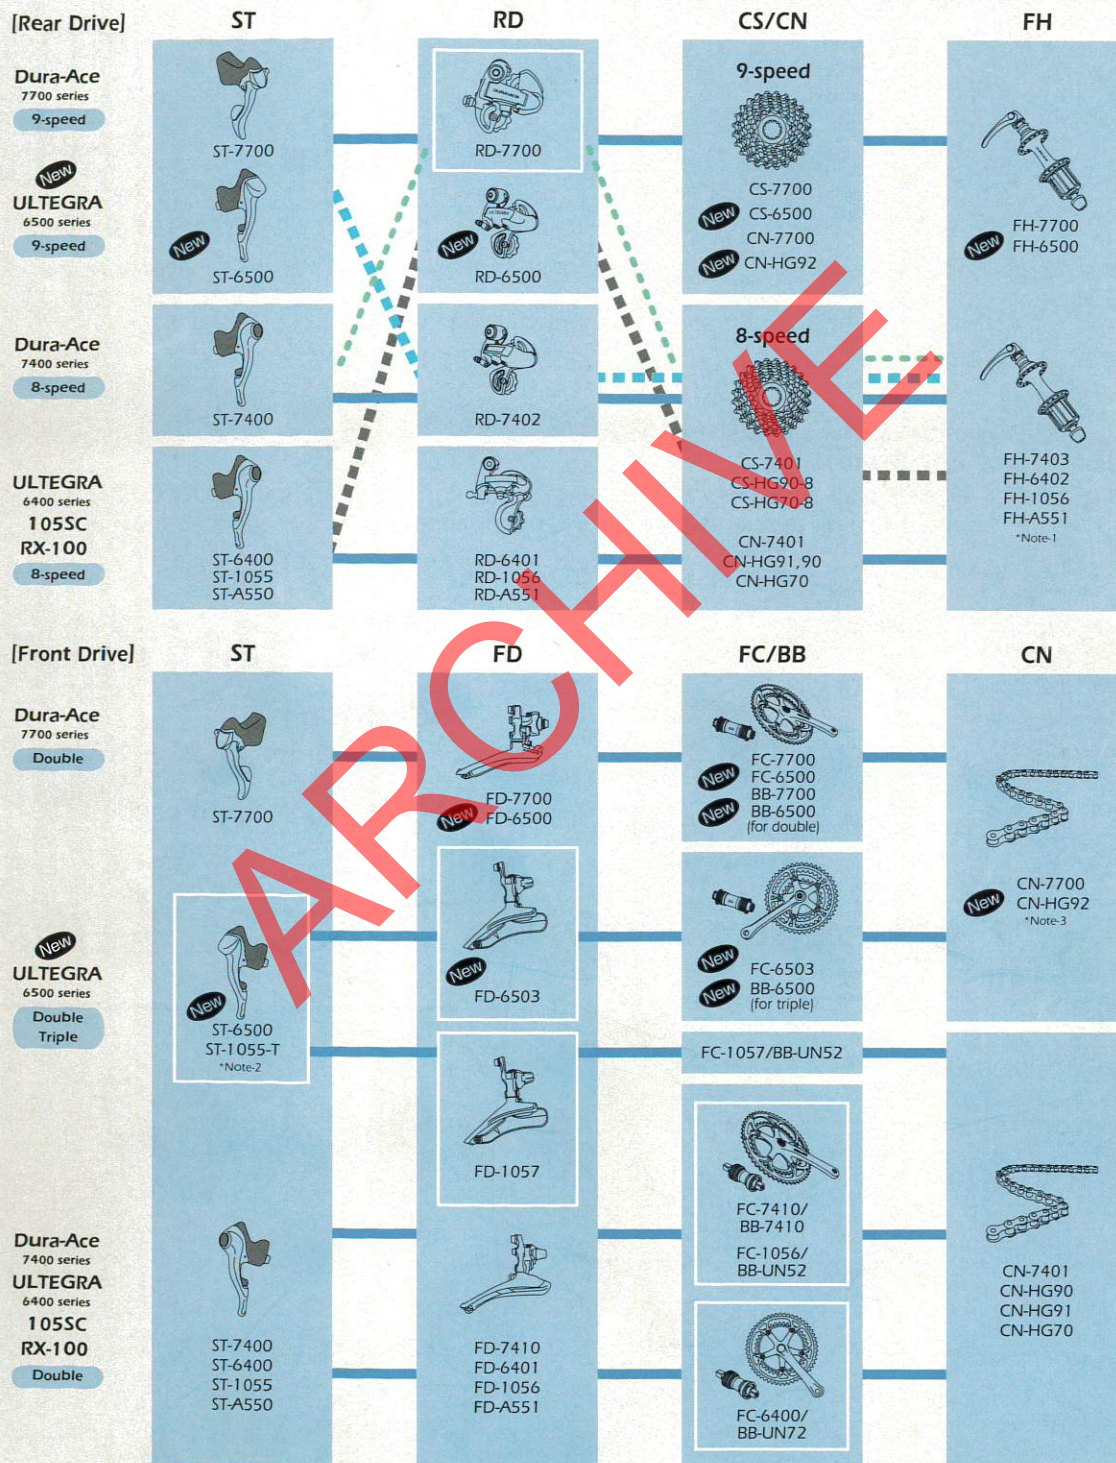 [Rear Drive]
ST
RD
CS/CN
FH
Dura-Ace
7700 series
9-speed
New
ULTEGRA
6500 series
9-speed
ST-7700
New
ST-6500
RD-7700
ULTEGRA
New
RD-6500
9-speed
CS-7700
New CS-6500
CN-7700
New CN-HG92
FH-7700
New FH-6500
Dura-Ace
7400 series
8-speed
ST-7400
RD-7402
8-speed
ULTEGRA
6400 series
105SC
RX-100
8-speed
ST-6400
ST-1055
ST-A550
RD-6401
RD-1056
RD-A551
CS-7401
CS-HG90-8
CS-HG70-8
CN-7401
CN-HG91,90
CN-HG70
FH-7403
FH-6402
FH-1056
FH-A551
*Note-1
[Front Drive]
ST
FD
FC/BB
CN
Dura-Ace
7700 series
Double
ST-7700
FD-7700
New FD-6500
FC-7700
New FC-6500
BB-7700
New BB-6500
(for double)
CN-7700
New CN-HG92
*Note-3
New
ULTEGRA
6500 series
Double
Triple
New
ST-6500
ST-1055-T
*Note-2
New
FD-6503
New FC-6503
New BB-6500
(for triple)
FD-1057
FC-1057/BB-UN52
FC-7410/
BB-7410
FC-1056/
BB-UN52
Dura-Ace
7400 series
ULTEGRA
6400 series
105SC
RX-100
Double
ST-7400
ST-6400
ST-1055
ST-A550
FD-7410
FD-6401
FD-1056
FD-A551
FC-6400/
BB-UN72
CN-7401
CN-HG90
CN-HG91
CN-HG70
ARCHIVE